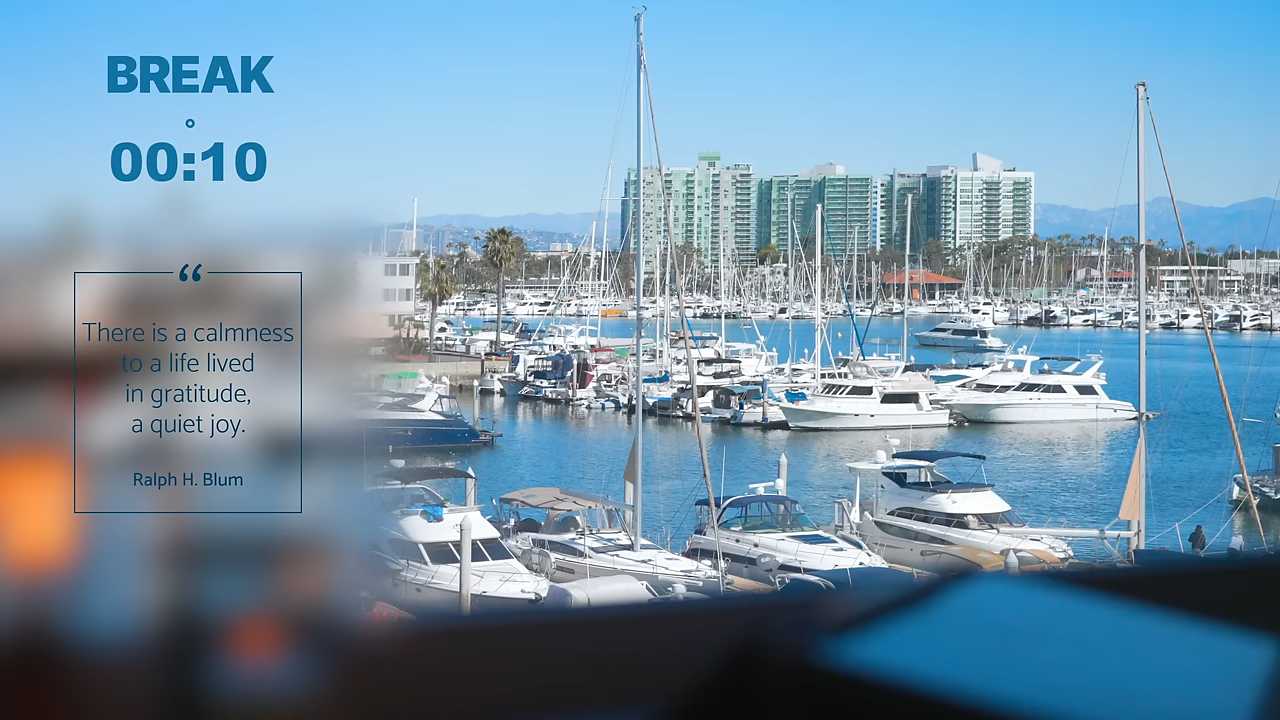 BREAK
00:10
“
There is a calmness
to a life lived
in gratitude,
a quiet joy.
Ralph H. Blum